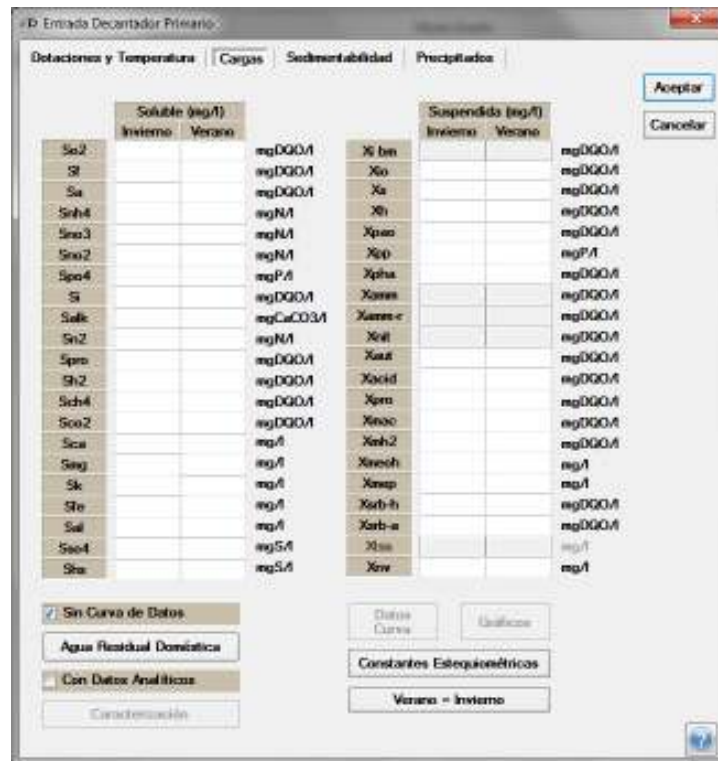 Entrada Decantador Primario
Dotaciones y Temperatura Cargas Sedimentabilidad Precipitados
Aceptar
Cancelar
Soluble (mg/l)
Invierno Verano
So2 mgDQO/l
Sf mgDQO/l
Sa mgDQO/l
Snh4 mgN/l
Sno3 mgN/l
Sno2 mgN/l
Spo4 mgP/l
Si mgDQO/l
Salk mgCaCO3/l
Sn2 mgN/l
Spro mgDQO/l
Sh2 mgDQO/l
Sch4 mgDQO/l
Sco2 mgDQO/l
Sca mg/l
Smg mg/l
Sk mg/l
Sfe mg/l
Sal mg/l
Sso4 mgS/l
Shs mgS/l
Suspendida (mg/l)
Invierno Verano
Xi bm mgDQO/l
Xio mgDQO/l
Xs mgDQO/l
Xh mgDQO/l
Xpao mgDQO/l
Xpp mgP/l
Xpha mgDQO/l
Xamm mgDQO/l
Xamm-r mgDQO/l
Xnit mgDQO/l
Xaut mgDQO/l
Xacid mgDQO/l
Xpro mgDQO/l
Xmac mgDQO/l
Xmh2 mgDQO/l
Xmeoh mg/l
Xmep mg/l
Xsrb-h mgDQO/l
Xsrb-a mgDQO/l
Xtss mg/l
Xnv mg/l
Sin Curva de Datos
Agua Residual Doméstica
Con Datos Analíticos
Caracterización
Datos
Curva
Gráficos
Constantes Estequiométricas
Verano = Invierno